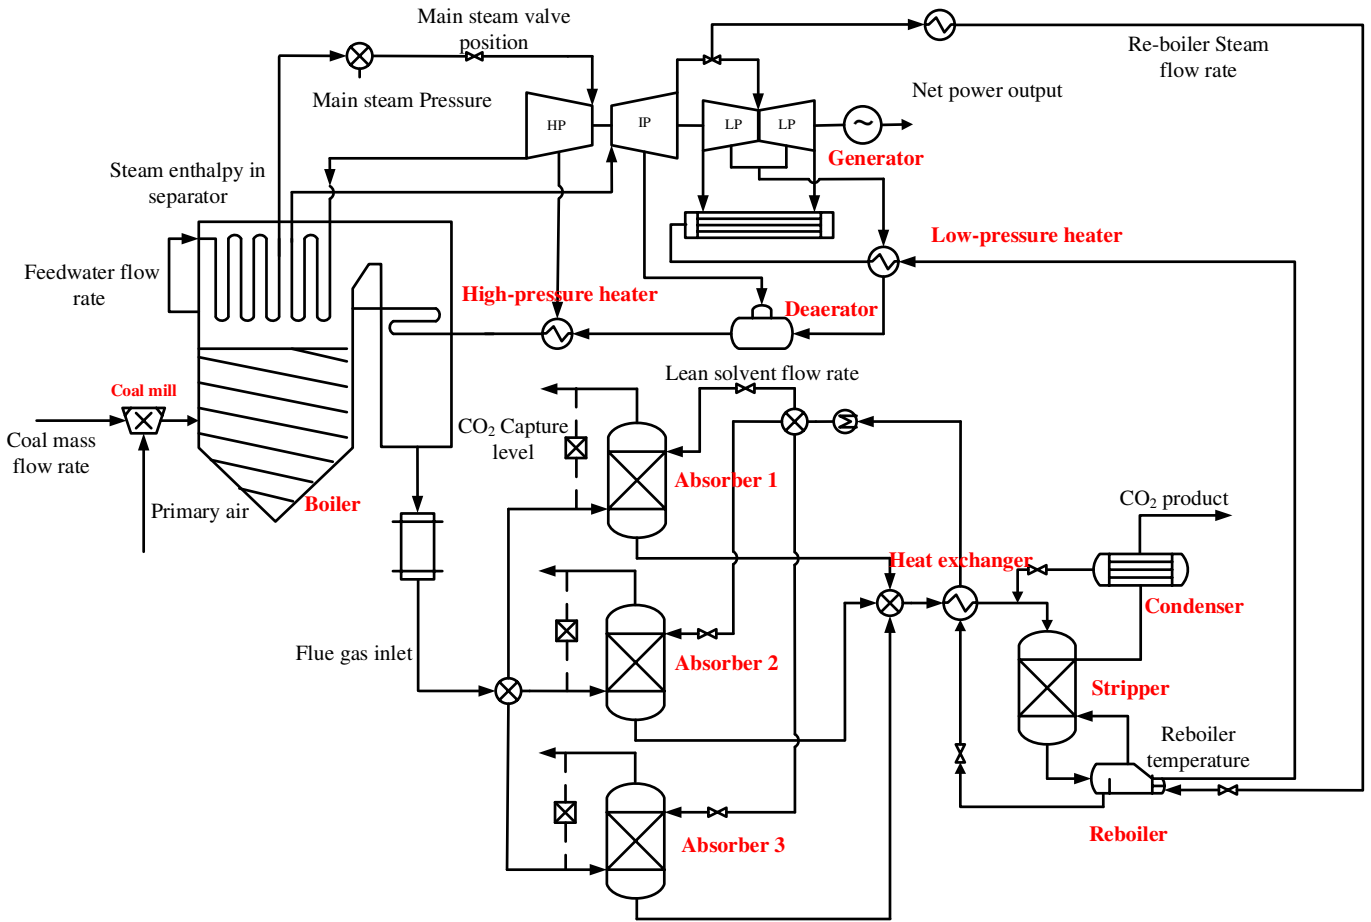 Main steam valve
position
Re-boiler Steam
flow rate
Main steam Pressure
Net power output
HP
IP
LP
LP
~
Generator
Steam enthalpy in
separator
Low-pressure heater
Feedwater flow
rate
High-pressure heater
Deaerator
Coal mill
Lean solvent flow rate
CO₂ Capture
level
Coal mass
flow rate
Absorber 1
Primary air
Boiler
CO₂ product
Heat exchanger
Condenser
Flue gas inlet
Absorber 2
Stripper
Reboiler
temperature
Absorber 3
Reboiler